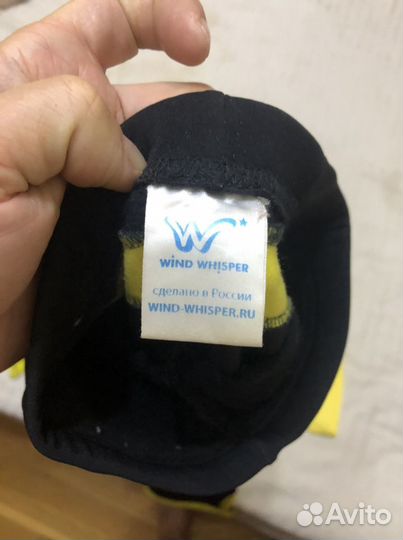 WIND WHISPER
сделано в России
WIND-WHISPER.RU
Avito